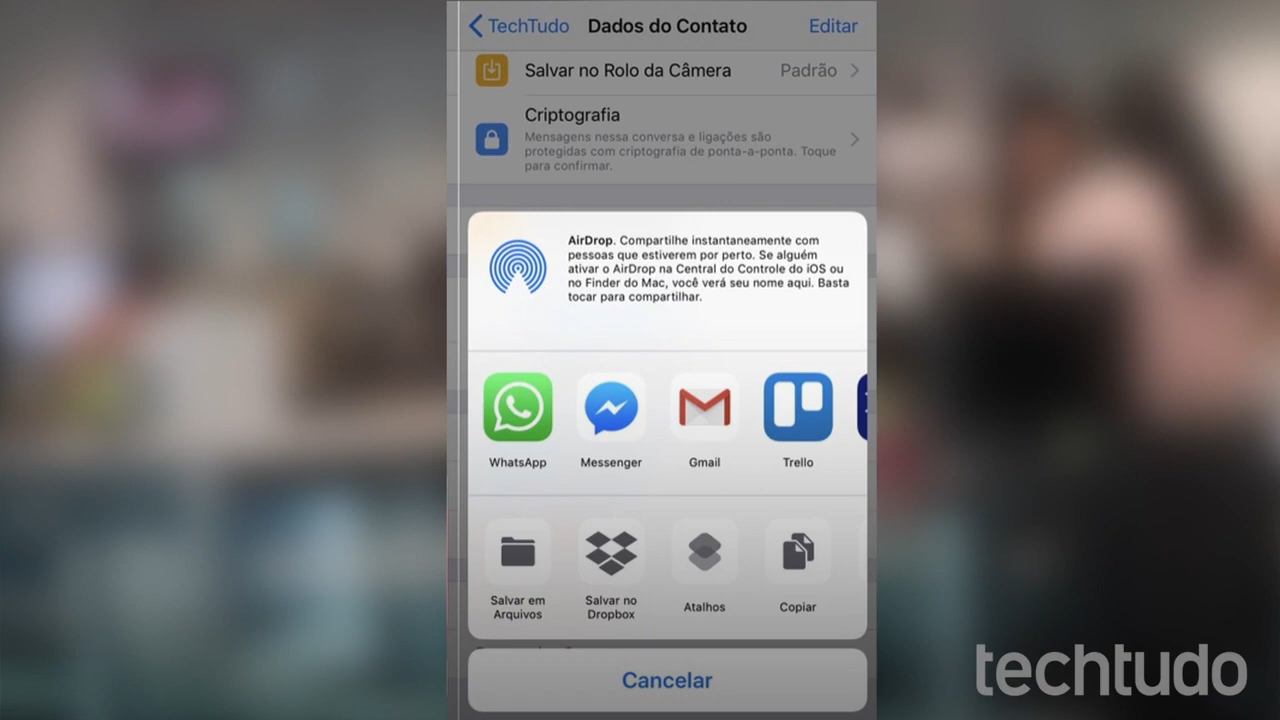 TechTudo Dados do Contato Editar
Salvar no Rolo da Câmera Padrão
Criptografia
Mensagens nessa conversa e ligações são
protegidas com criptografia de ponta-a-ponta. Toque
para confirmar.
AirDrop. Compartilhe instantaneamente com
pessoas que estiverem por perto. Se alguém
ativar o AirDrop na Central do Controle do iOS ou
no Finder do Mac, você verá seu nome aqui. Basta
tocar para compartilhar.
WhatsApp Messenger Gmail Trello
Salvar em Salvar no Atalhos Copiar
Arquivos Dropbox
Cancelar
techtudo